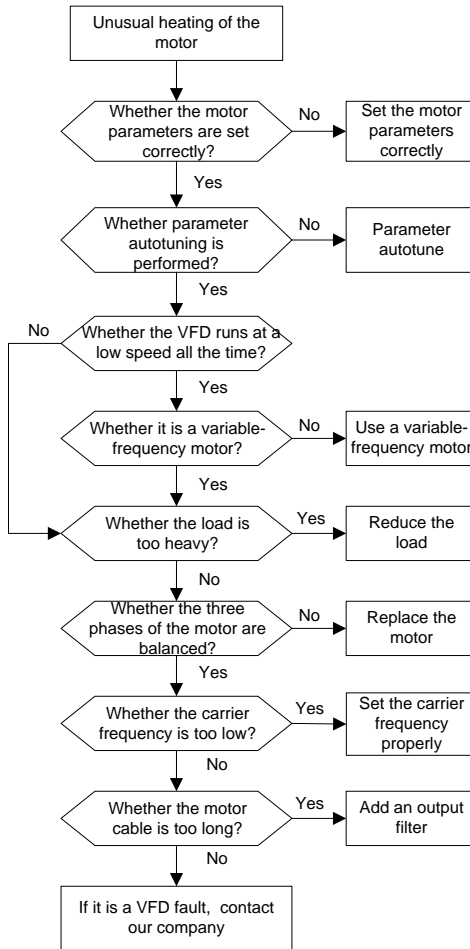 Unusual heating of the
motor
Whether the motor
parameters are set
correctly?
No
Set the motor
parameters
correctly
Yes
Whether parameter
autotuning is
performed?
No
Parameter
autotune
Yes
No
Whether the VFD runs at a
low speed all the time?
Yes
Whether it is a variable-
frequency motor?
No
Use a variable-
frequency motor
Yes
Whether the load is
too heavy?
Yes
Reduce the
load
No
Whether the three
phases of the motor are
balanced?
No
Replace the
motor
Yes
Whether the carrier
frequency is too low?
Yes
Set the carrier
frequency
properly
No
Whether the motor
cable is too long?
Yes
Add an output
filter
No
If it is a VFD fault, contact
our company